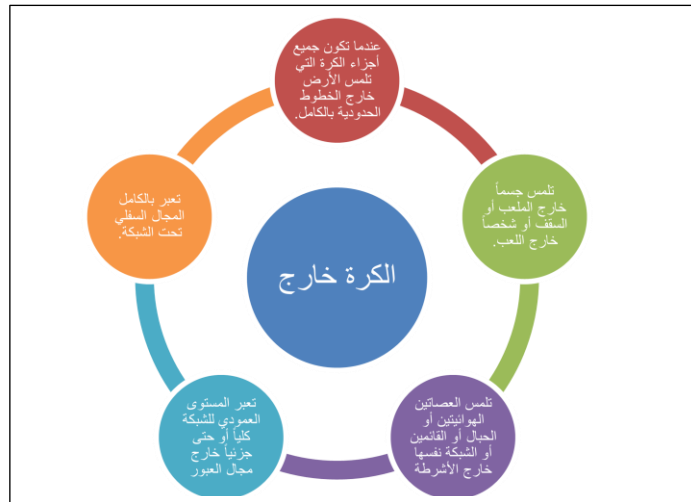 عندما تكون جميع
أجزاء الكرة التي
تلمس الأرض
خارج الخطوط
الحدودية بالكامل.
تلمس جسماً
خارج الملعب أو
السقف أو شخصاً
خارج اللعب.
تلمس العصاتين
الهوائيتين أو
الحبال أو القائمين
أو الشبكة نفسها
خارج الأشرطة
تعبر المستوى
العمودي للشبكة
كلياً أو حتى
جزئياً خارج
مجال العبور
تعبر بالكامل
المجال السفلي
تحت الشبكة.
الكرة خارج